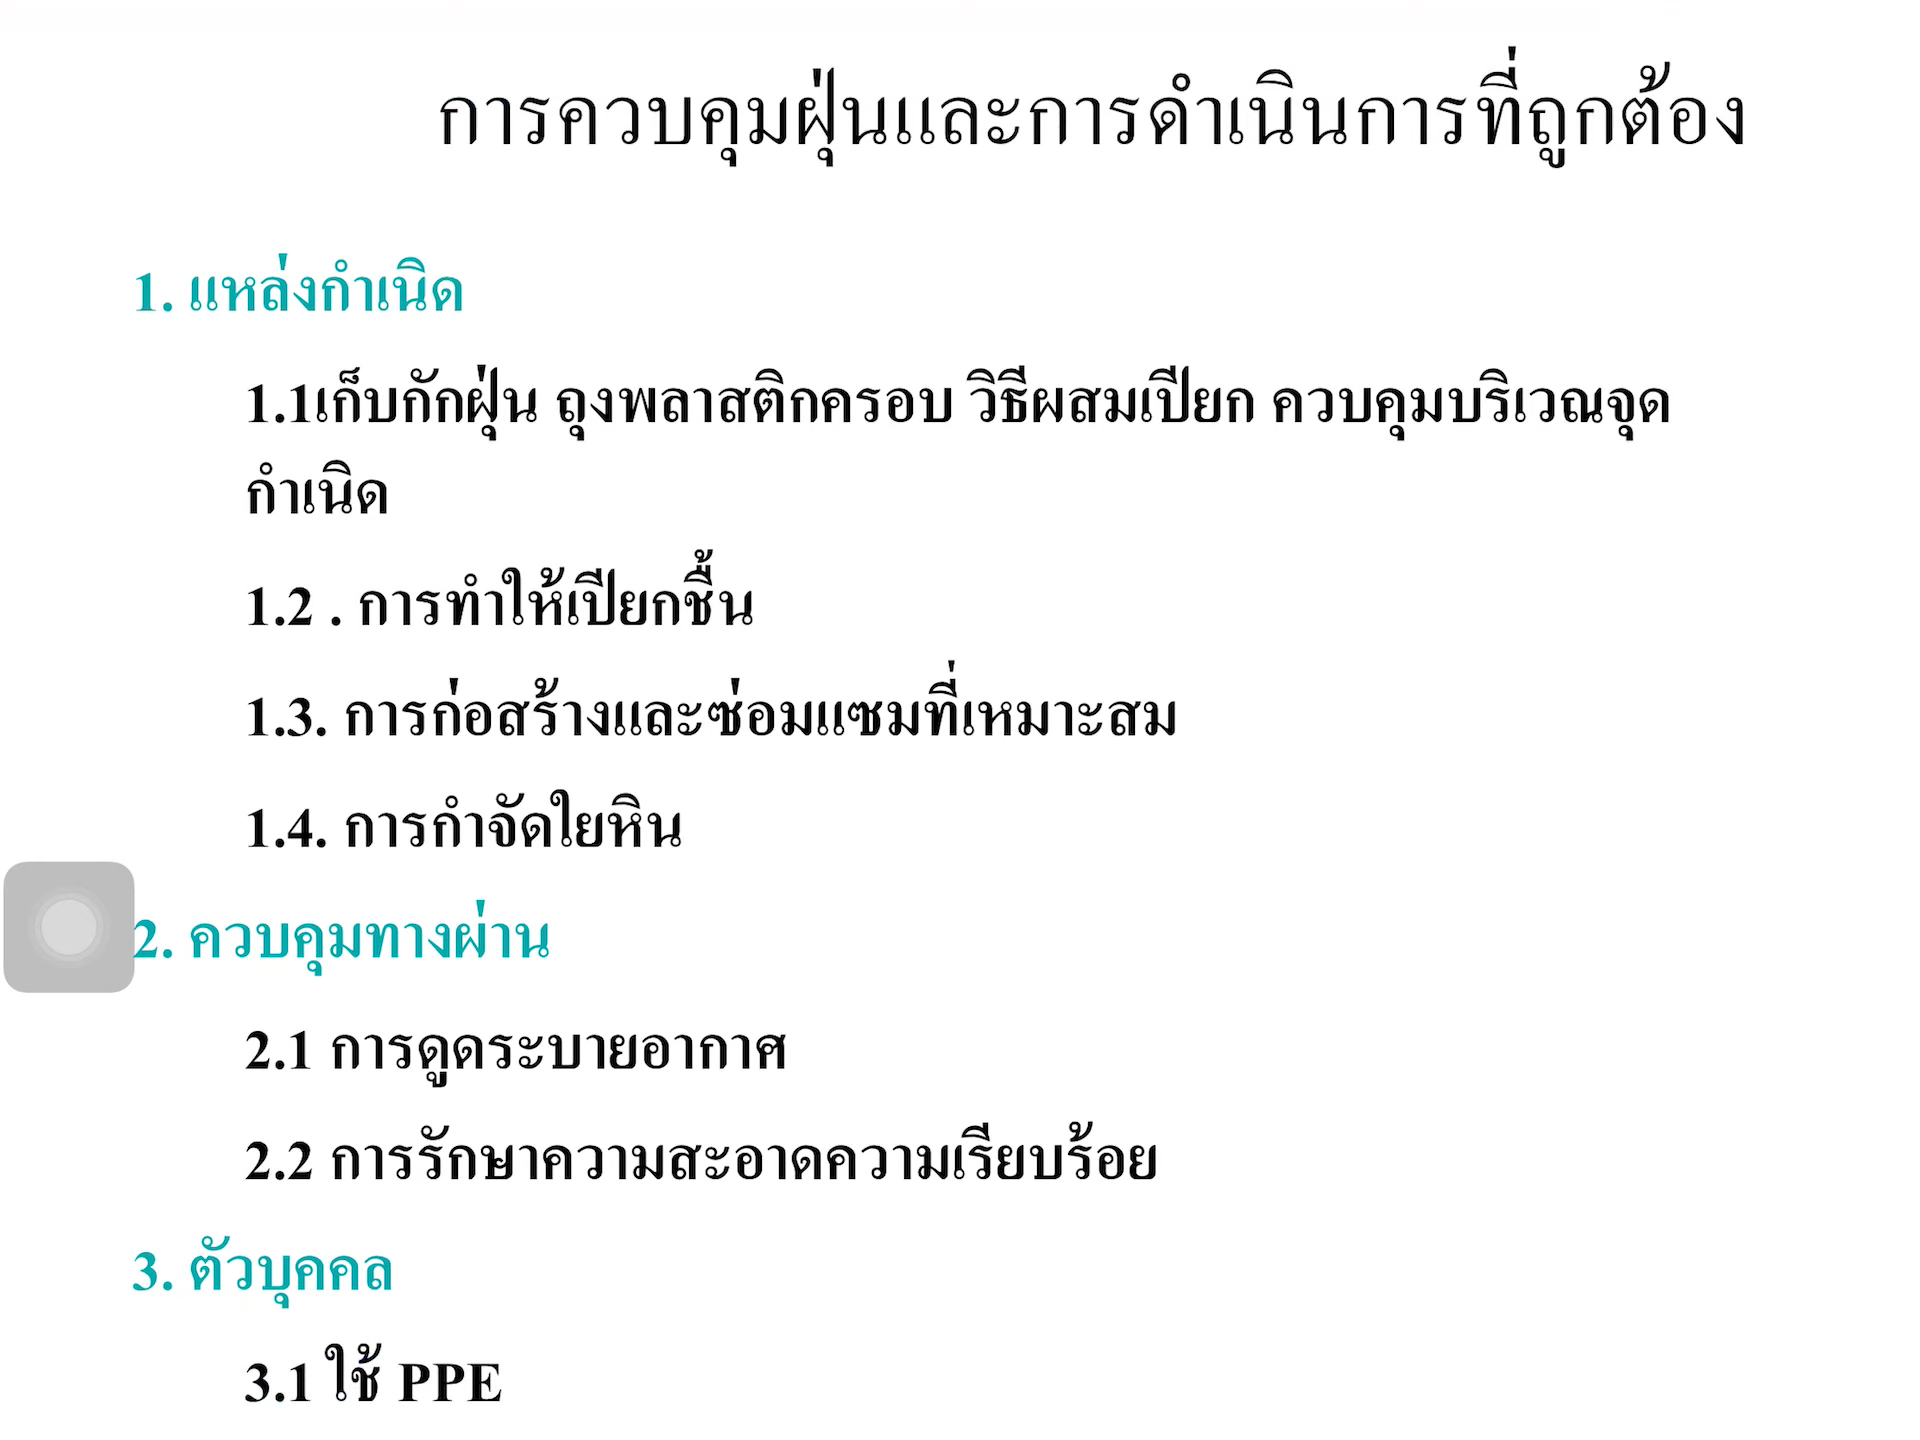 การควบคุมฝุ่นและการดำเนินการที่ถูกต้อง
1. แหล่งกำเนิด
1.1เก็บกักฝุ่น ถุงพลาสติกครอบ วิธีผสมเปียก ควบคุมบริเวณจุด
กำเนิด
1.2 . การทำให้เปียกชื้น
1.3. การก่อสร้างและซ่อมแซมที่เหมาะสม
1.4. การกำจัดใยหิน
2. ควบคุมทางผ่าน
2.1 การดูดระบายอากาศ
2.2 การรักษาความสะอาดความเรียบร้อย
3. ตัวบุคคล
3.1 ใช้ PPE